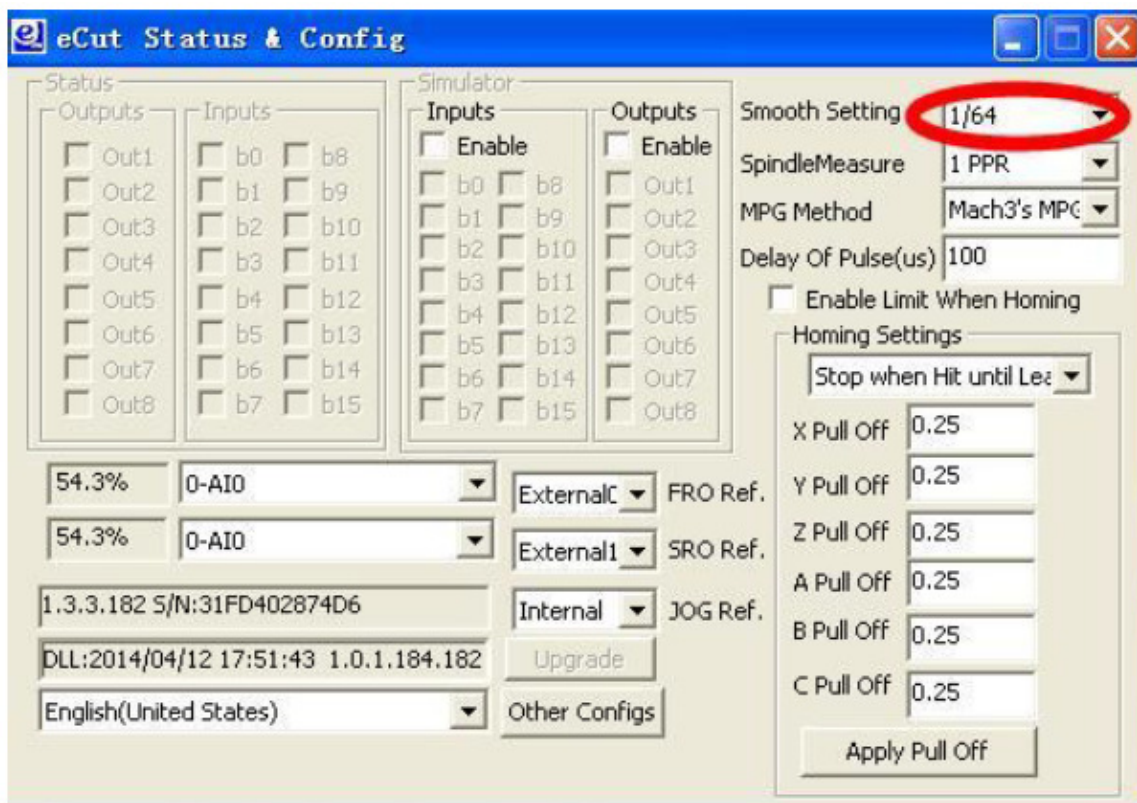 eCut Status & Config
Status
Outputs
Out1
Out2
Out3
Out4
Out5
Out6
Out7
Out8
Inputs
b0 b8
b1 b9
b2 b10
b3 b11
b4 b12
b5 b13
b6 b14
b7 b15
Simulator
Inputs
Enable
b0 b8
b1 b9
b2 b10
b3 b11
b4 b12
b5 b13
b6 b14
b7 b15
Outputs
Enable
Out1
Out2
Out3
Out4
Out5
Out6
Out7
Out8
Smooth Setting 1/64
SpindleMeasure 1 PPR
MPG Method Mach3's MPG
Delay Of Pulse(us) 100
Enable Limit When Homing
Homing Settings
Stop when Hit until Lea
X Pull Off 0.25
Y Pull Off 0.25
Z Pull Off 0.25
A Pull Off 0.25
B Pull Off 0.25
C Pull Off 0.25
Apply Pull Off
54.3% 0-AI0 External0 FRO Ref.
54.3% 0-AI0 External1 SRO Ref.
1.3.3.182 S/N:31FD402874D6 Internal JOG Ref.
DLL:2014/04/12 17:51:43 1.0.1.184.182 Upgrade
English(United States) Other Configs